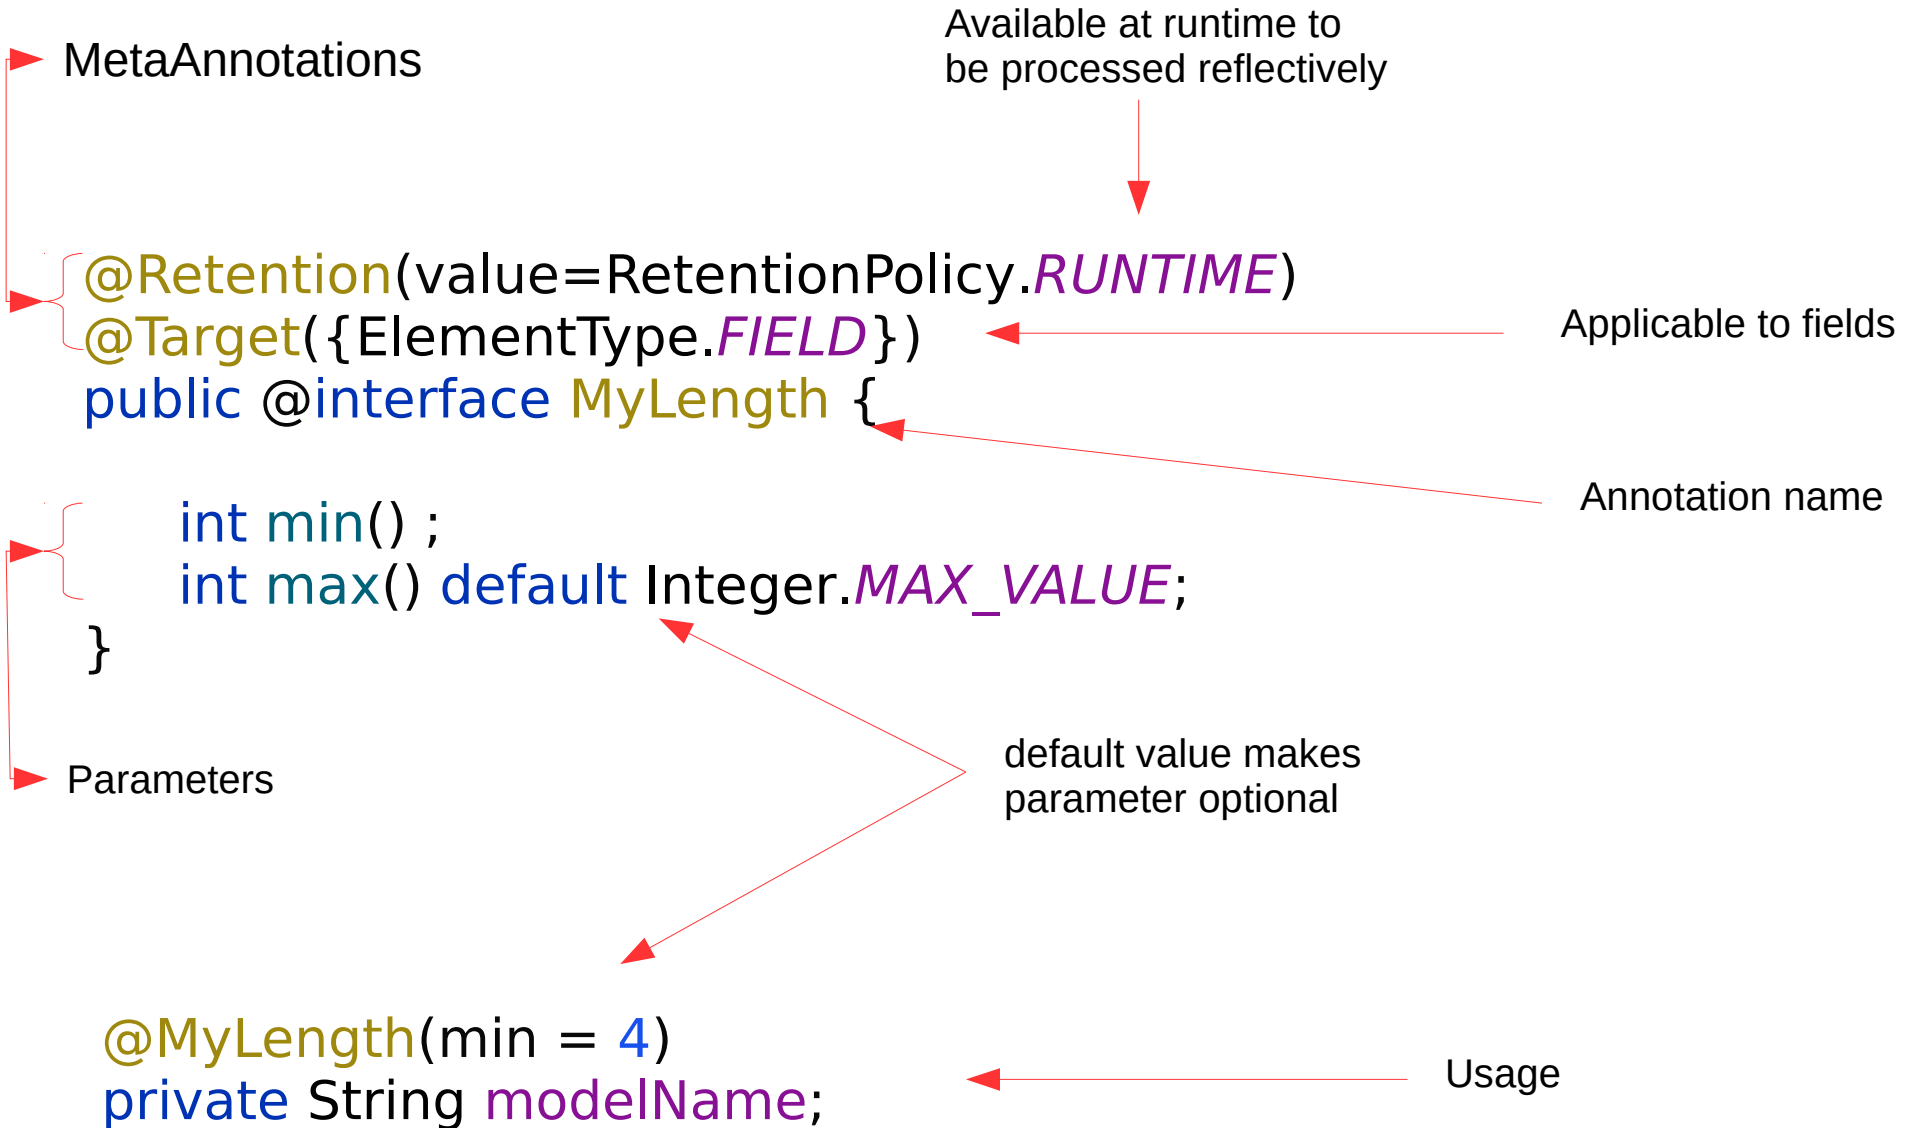 MetaAnnotations
Available at runtime to
be processed reflectively
@Retention(value=RetentionPolicy.RUNTIME)
@Target({ElementType.FIELD})
Applicable to fields
public @interface MyLength {
Annotation name
int min() ;
int max() default Integer.MAX_VALUE;
}
Parameters
default value makes
parameter optional
@MyLength(min = 4)
private String modelName;
Usage